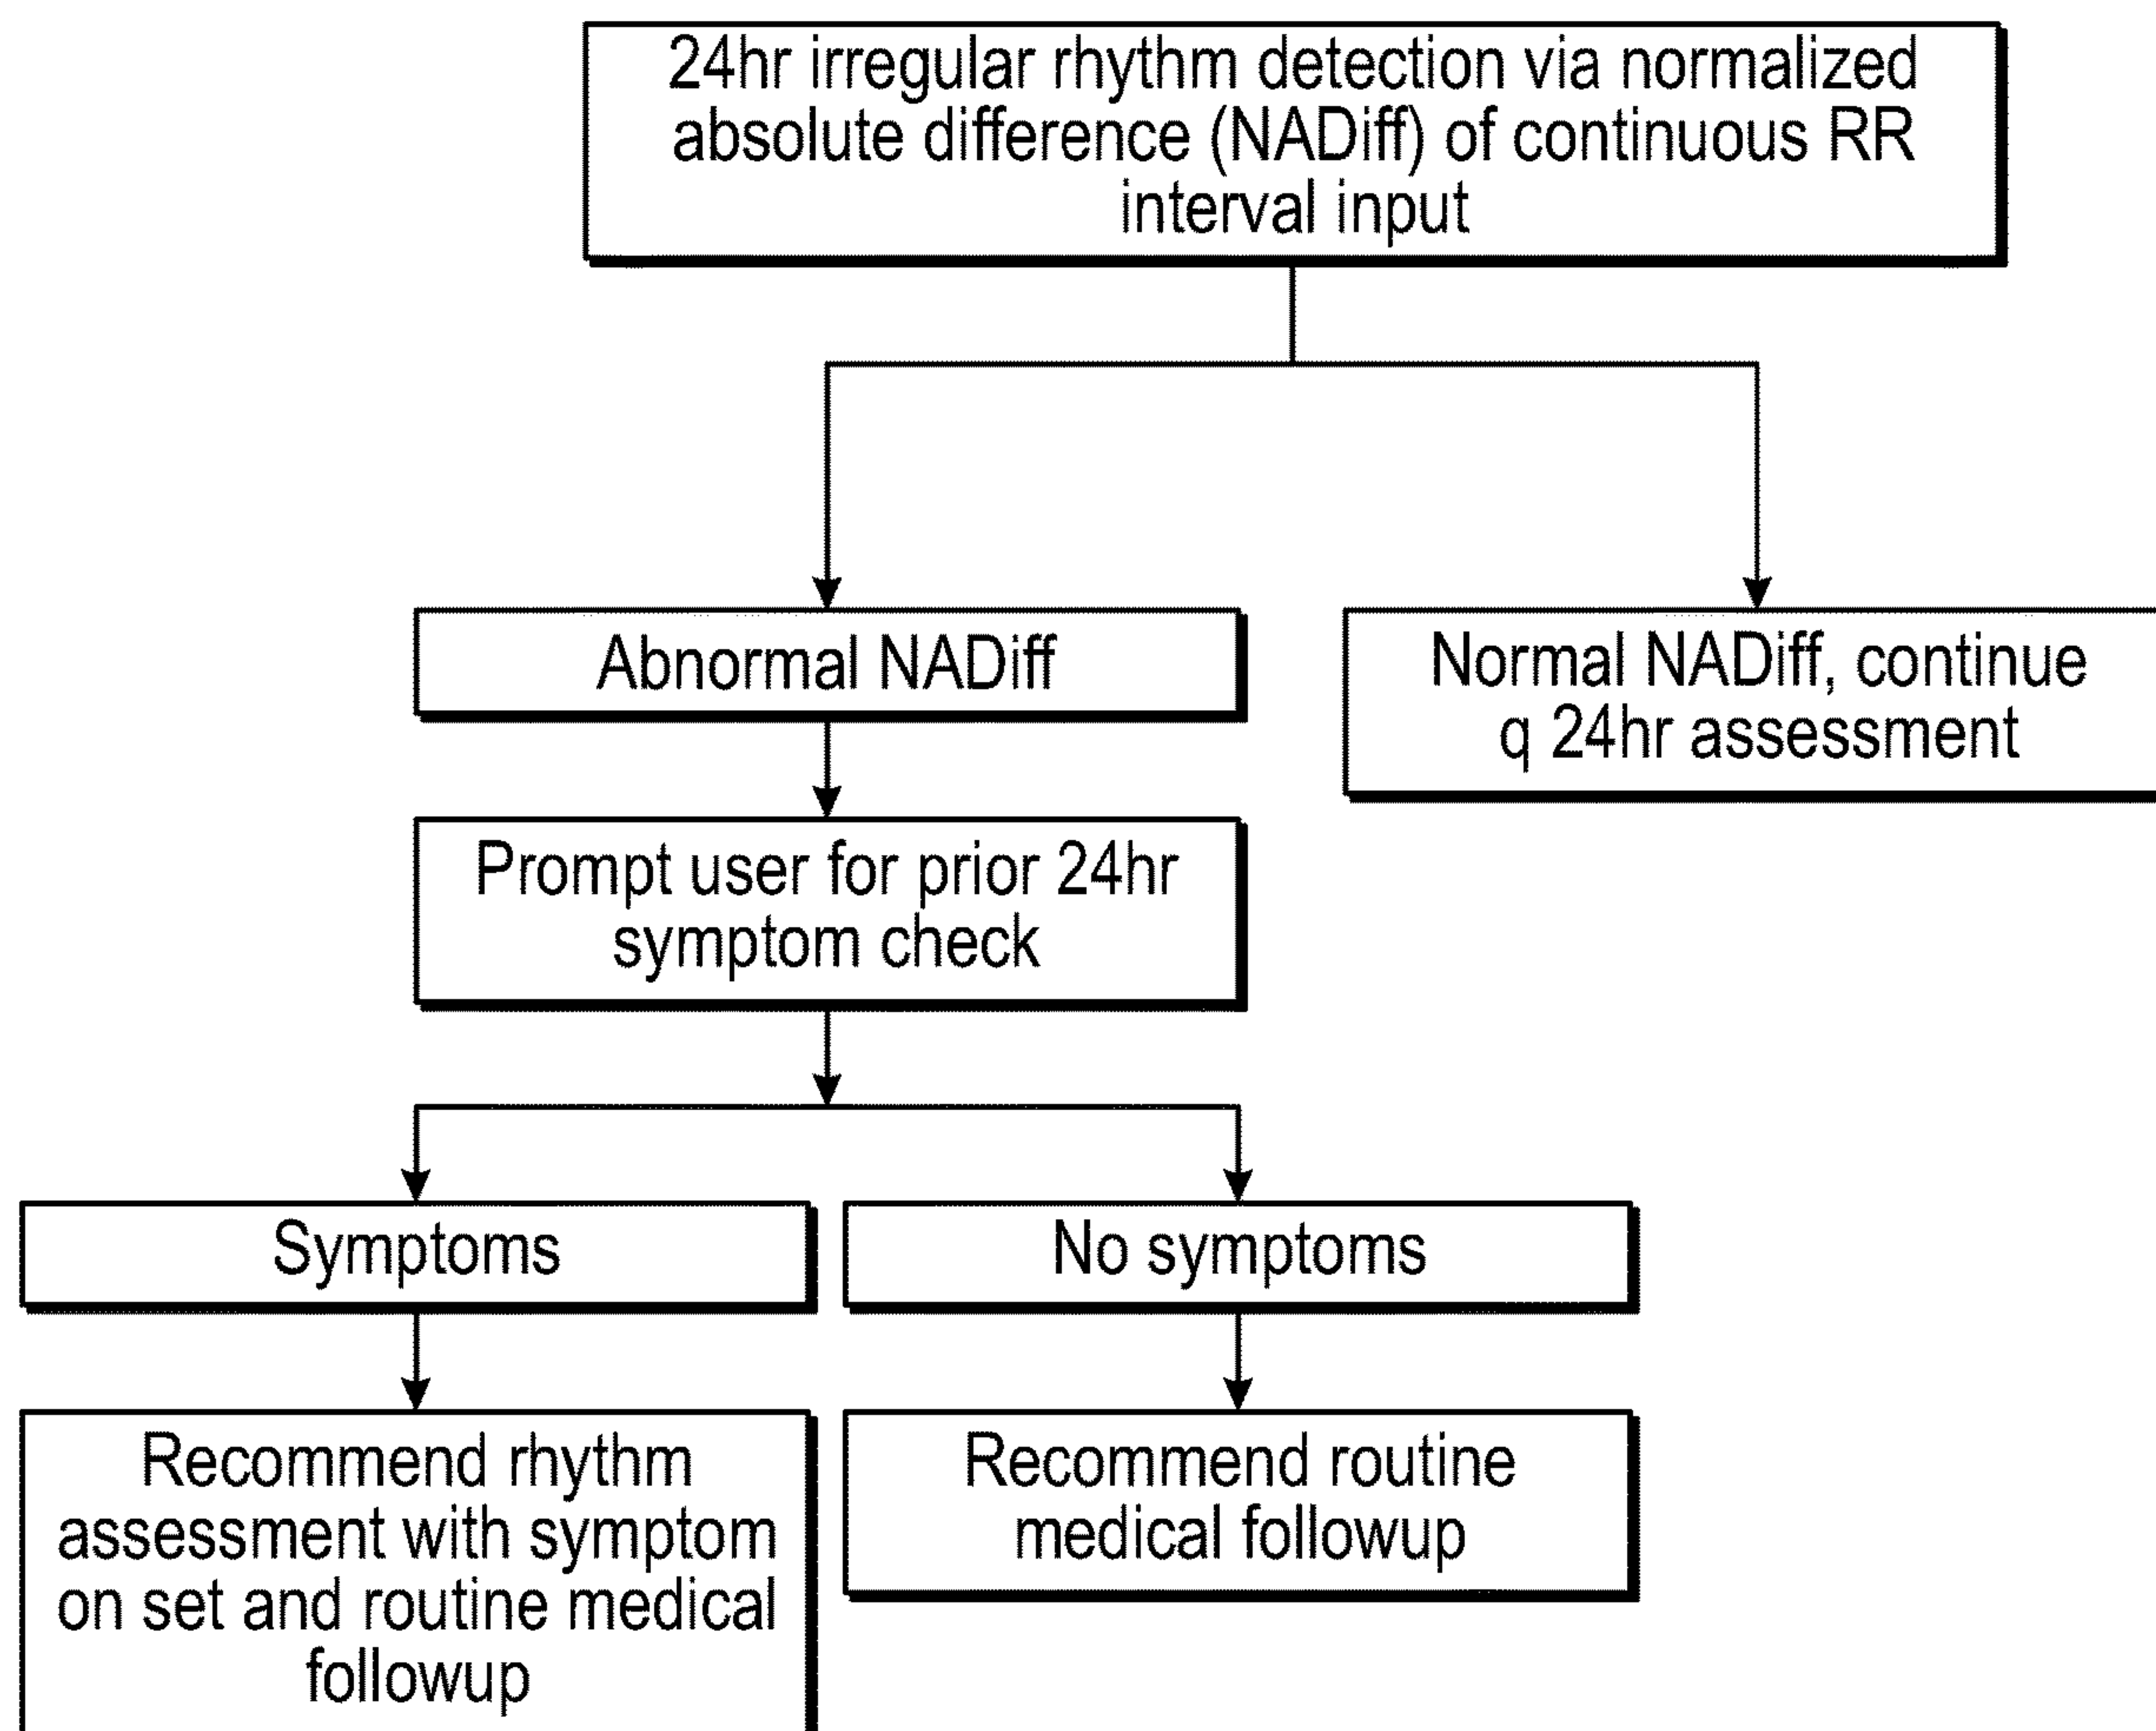 24hr irregular rhythm detection via normalized
absolute difference (NADiff) of continuous RR
interval input
Abnormal NADiff
Normal NADiff, continue
q 24hr assessment
Prompt user for prior 24hr
symptom check
Symptoms
No symptoms
Recommend rhythm
assessment with symptom
on set and routine medical
followup
Recommend routine
medical followup